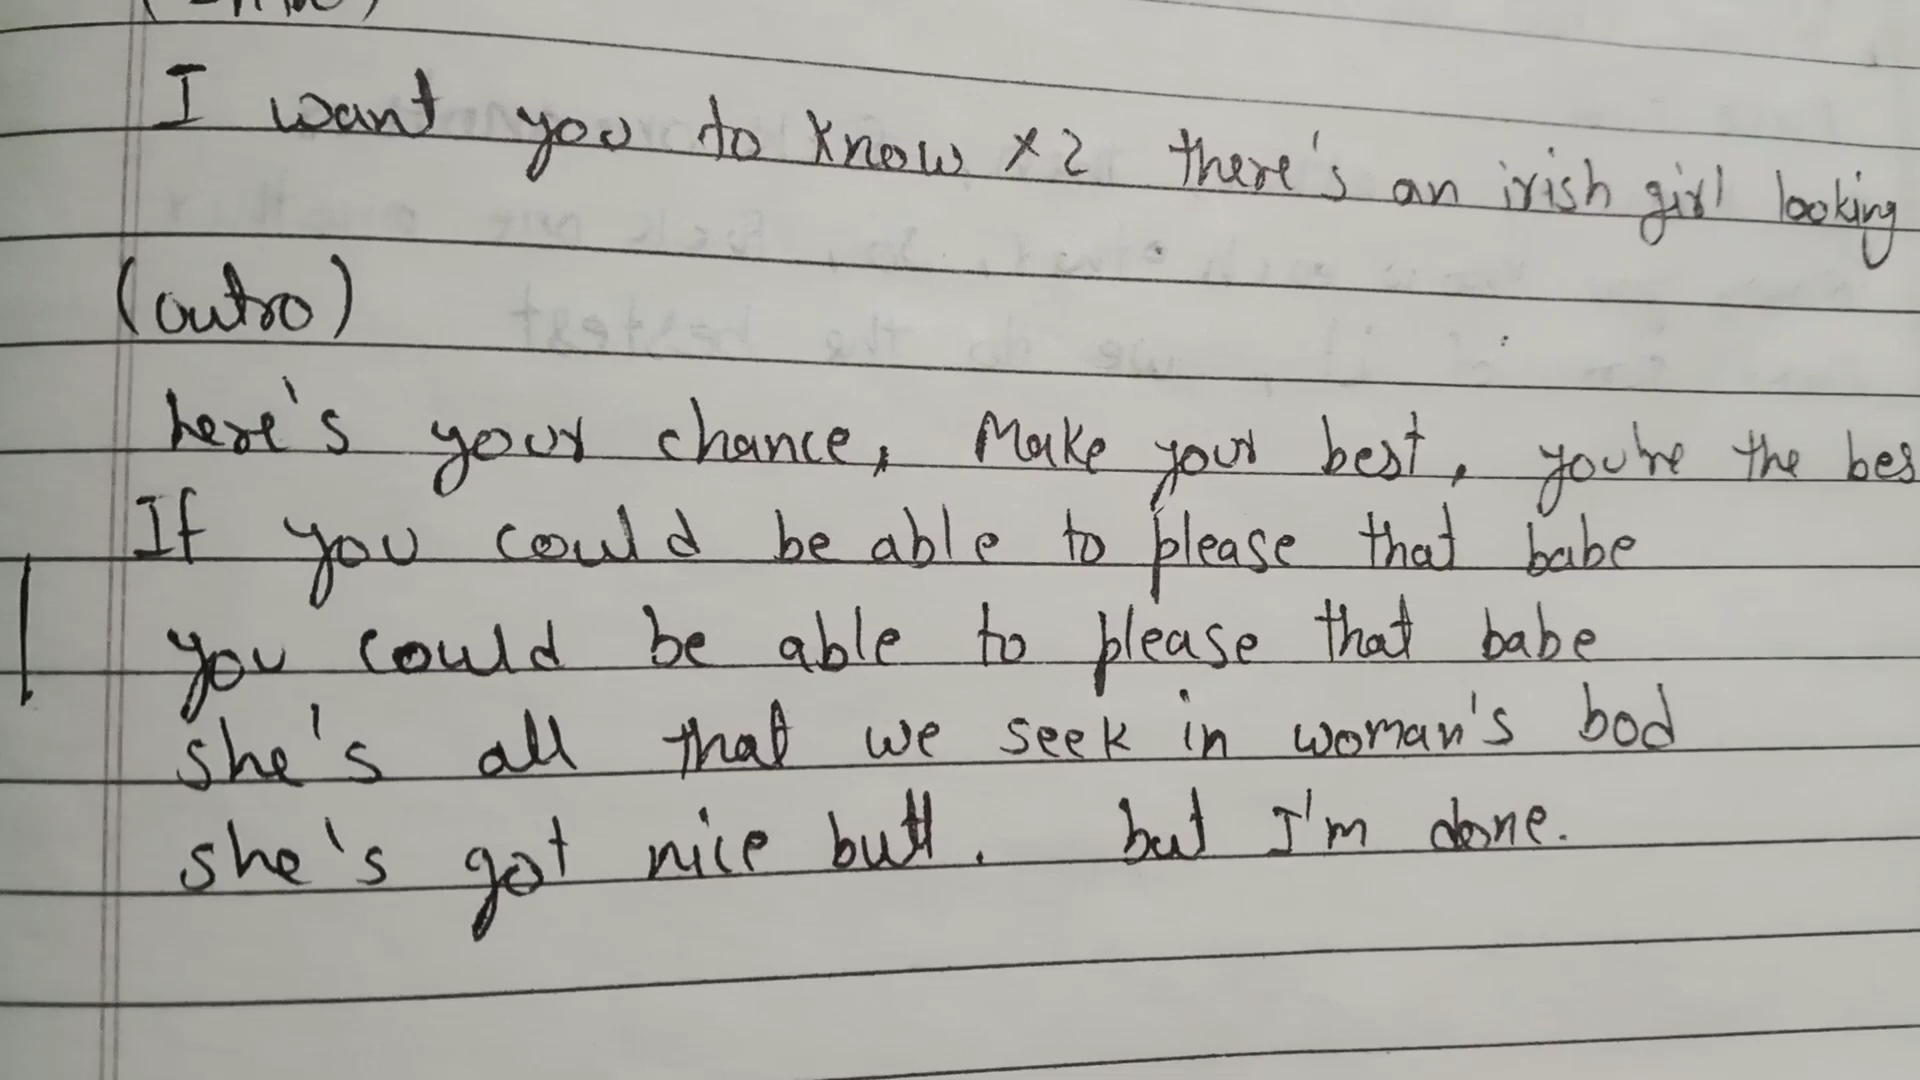 I want you to know x2 there's an irish girl looking
(outro)
here's your chance, Make your best, you're the bes
If you could be able to please that babe
you could be able to please that babe
she's all that we seek in woman's bod
she's got nice butt. but I'm done.